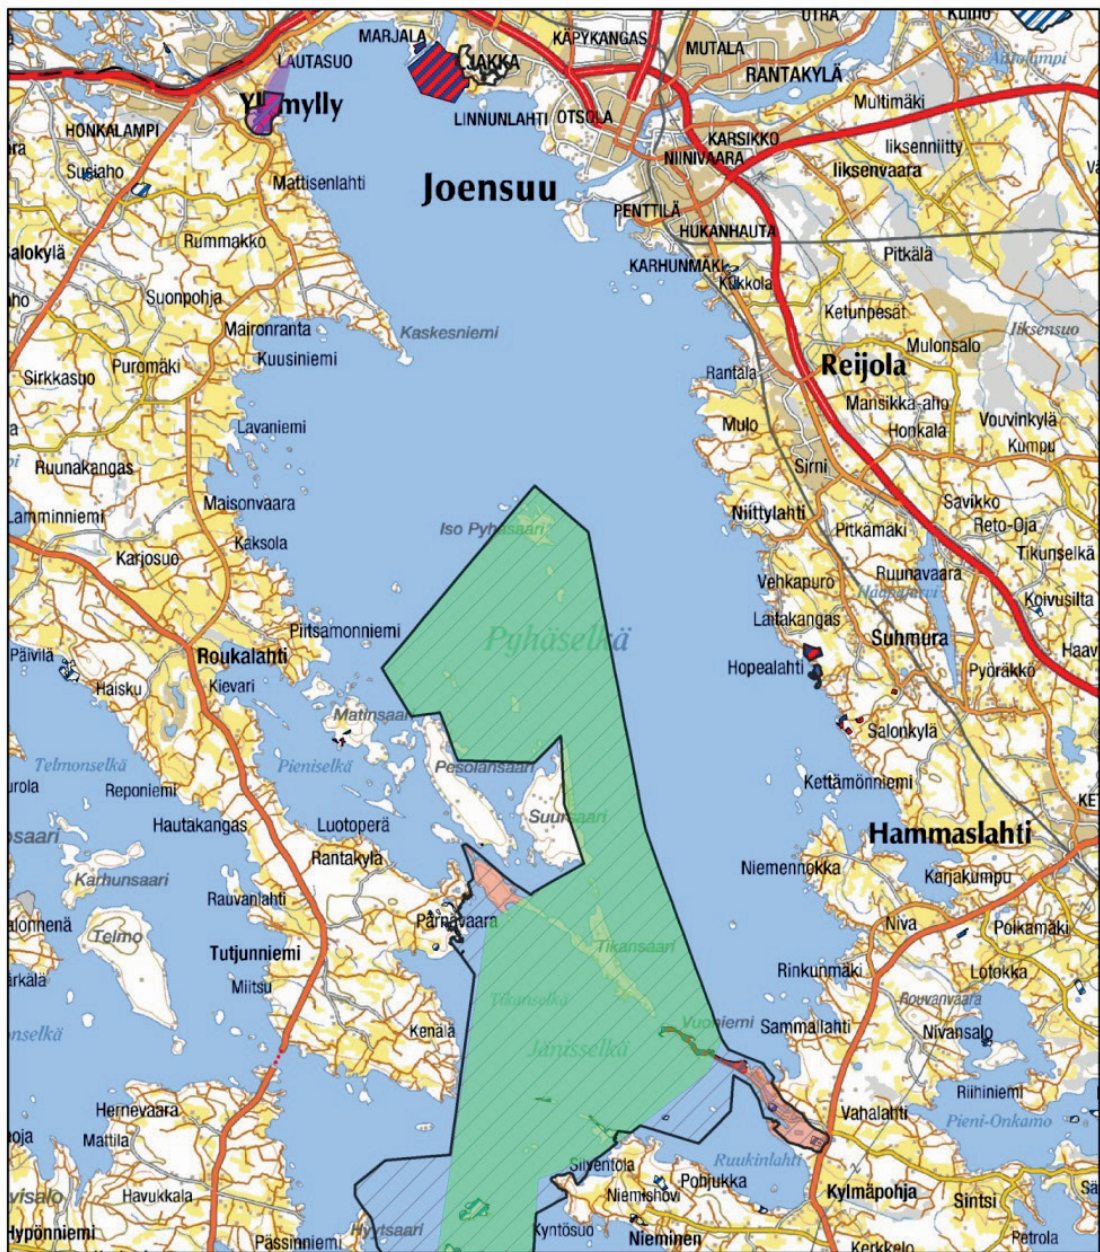 MARJALA
KÄPYKANGAS
UTRA
LAUTASUO
MUTALA
RANTAKYLÄ
LINNUNLAHTI
OTSOLA
Multimäki
HONKALAMPI
KARSIKKO
NIINIVAARA
Iiksenniitty
Iiksenvaara
Susiaho
Mattisenlahti
Joensuu
PENTTILÄ
HUKANHAUTA
Rummakko
Pitkälä
KARHUNMÄKI
Kukkola
Suonpohja
Ketunpesät
Maironranta
Kaskesniemi
Iiksensuo
Kuusiniemi
Mulonsalo
Puromäki
Reijola
Sirkkasuo
Rantala
Mansikka-aho
Vouvinkylä
Lavaniemi
Mulo
Honkala
Kumpu
Ruunakangas
Sirni
Maisonvaara
Savikko
Lamminniemi
Iso Pyhäsaari
Niittylahti
Pitkämäki
Reto-Oja
Karjosuo
Kaksola
Tikunselkä
Ruunavaara
Vehkapuro
Haapajärvi
Koivusilta
Laitakangas
Piitsamonniemi
Pyhäselkä
Suhmura
Päivilä
Roukalahti
Hopealahti
Pyöräkkö
Haav
Haisku
Kievari
Matinsaari
Salonkylä
Telmonselkä
Pieniselkä
Pesolansaari
Kettämönniemi
Reponiemi
Hautakangas
Luotoperä
Suursaari
Hammaslahti
Rantakylä
Niemennokka
Karjakumpu
Karhunsaari
Rauvanlahti
Telmo
Pärnävaara
Niva
Polkamäki
Tutjunniemi
Tikansaari
Rinkunmäki
Lotokka
Miitsu
Tikanselkä
Rouvanvaara
Kenälä
Vuoniemi
Sammallahti
Nivansalo
Jänisselkä
Riihiniemi
Hernevaara
Vahalahti
Pieni-Onkamo
Mattila
Silventola
Ruukinlahti
Havukkala
Niemishovi
Pohjukka
Kylmäpohja
Sintsi
Hypönniemi
Hyytsaari
Kyntösuo
Nieminen
Petrola
Pässinniemi
Kerkkelo